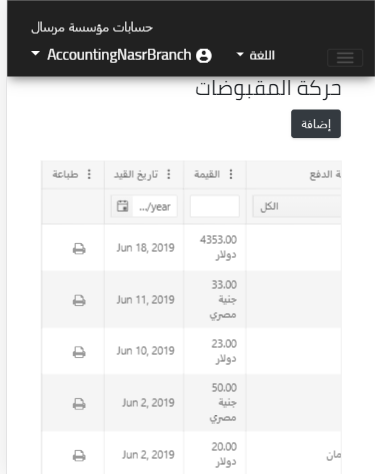 حسابات مؤسسة مرسال
اللغة AccountingNasrBranch
حركة المقبوضات
إضافة
ة الدفع القيمة تاريخ القيد طباعة
الكل .../year
4353.00 Jun 18, 2019
دولار
33.00
جنية Jun 11, 2019
مصري
23.00 Jun 10, 2019
دولار
50.00
جنية Jun 2, 2019
مصري
مان 20.00 Jun 2, 2019
دولار